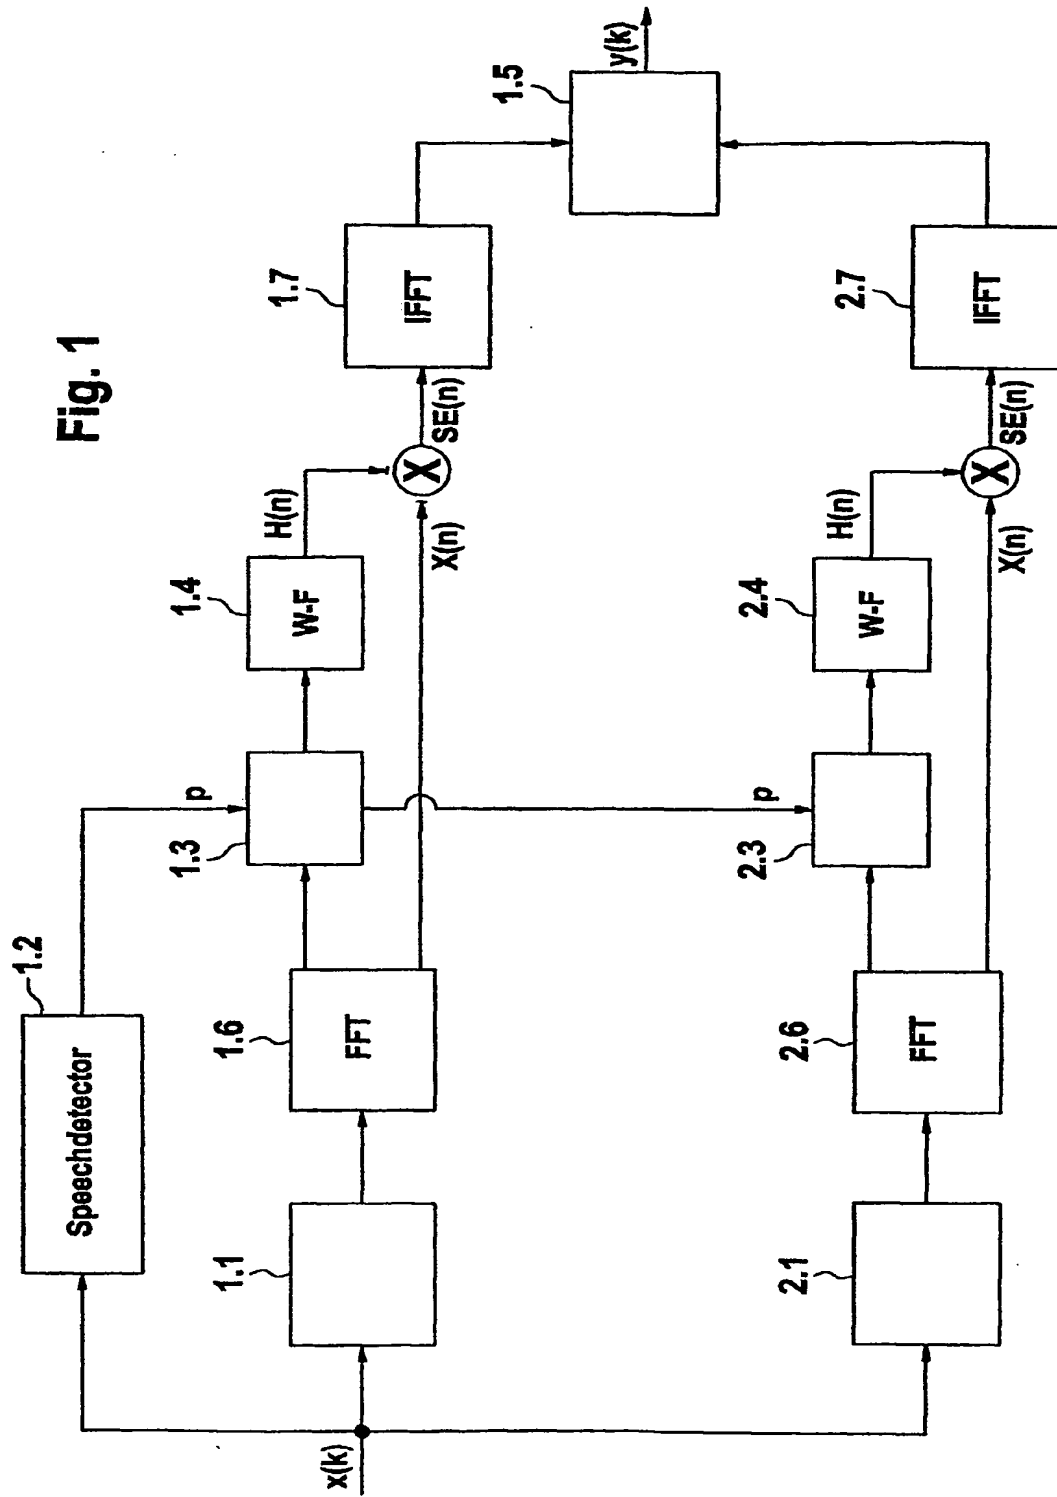 Fig. 1
1.2
Speechdetector
x(k)
1.1
1.6
FFT
p
1.3
1.4
W-F
H(n)
X(n)
X
SE(n)
1.7
IFFT
1.5
y(k)
2.1
2.6
FFT
p
2.3
2.4
W-F
H(n)
X(n)
X
SE(n)
2.7
IFFT